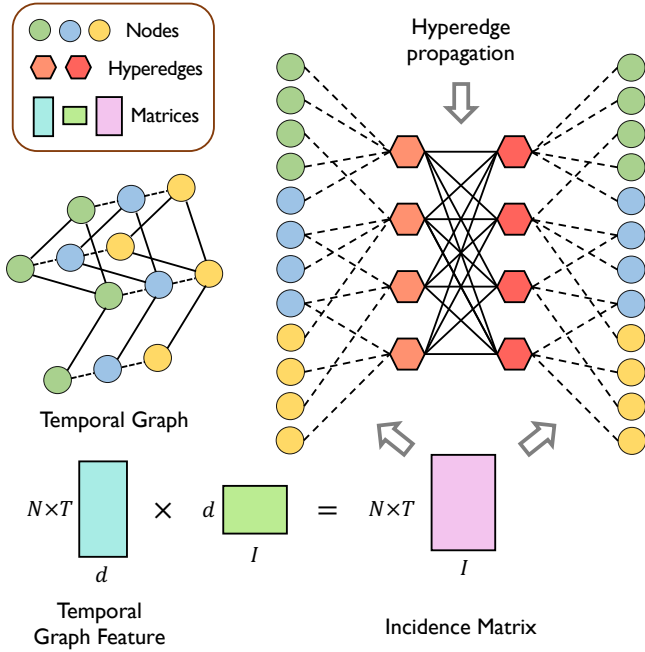 Nodes
Hyperedges
Matrices
Hyperedge
propagation
Temporal Graph
N×T
×
d
=
N×T
d
I
I
Temporal
Graph Feature
Incidence Matrix